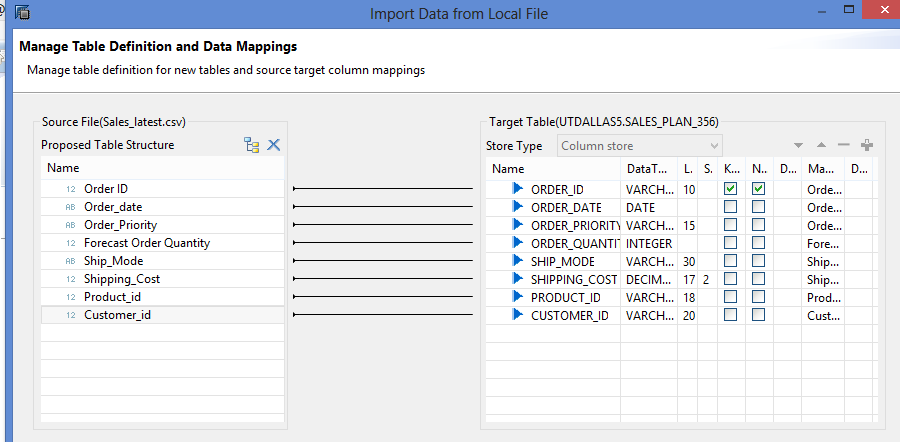 Import Data from Local File
Manage Table Definition and Data Mappings
Manage table definition for new tables and source target column mappings
Source File(Sales_latest.csv)
Proposed Table Structure
Name
12 Order ID
AB Order_date
AB Order_Priority
12 Forecast Order Quantity
AB Ship_Mode
12 Shipping_Cost
12 Product_id
12 Customer_id
Target Table(UTDALLAS5.SALES_PLAN_356)
Store Type Column store
Name DataT... L. S. K... N.. D... Ma... D...
ORDER_ID VARCH... 10 Orde...
ORDER_DATE DATE Orde...
ORDER_PRIORITY VARCH... 15 Orde...
ORDER_QUANTIT INTEGER Fore...
SHIP_MODE VARCH... 30 Ship...
SHIPPING_COST DECIM... 17 2 Ship...
PRODUCT_ID VARCH... 18 Prod...
CUSTOMER_ID VARCH... 20 Cust...